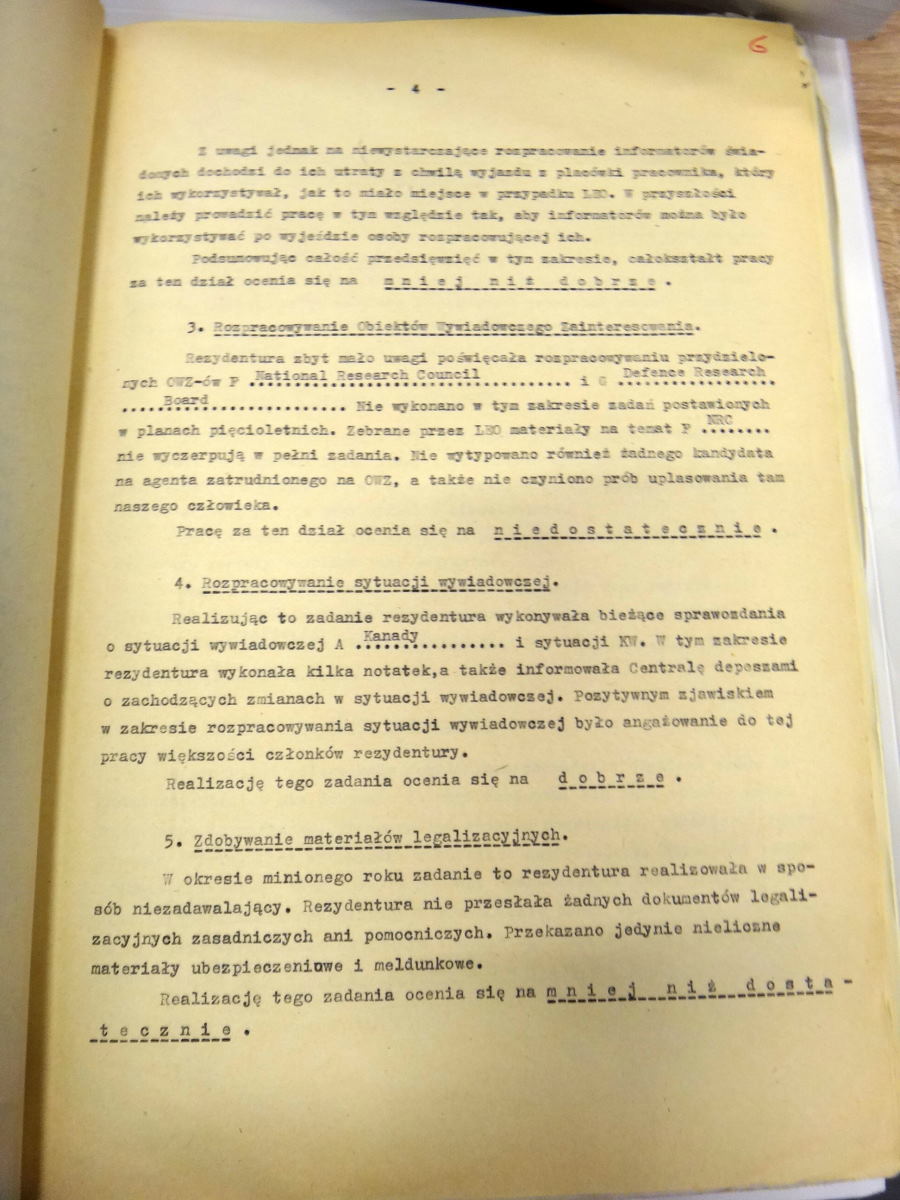 6
- 4 -
Z uwagi jednak na niewystarczające rozpracowanie informatorów świa-
domych dochodzi do ich utraty z chwilą wyjazdu z placówki pracownika, który
ich wykorzystywał, jak to miało miejsce w przypadku LEO. W przyszłości
należy prowadzić pracę w tym względzie tak, aby informatorów można było
wykorzystywać po wyjeździe osoby rozpracowującej ich.
Podsumowując całość przedsięwzięć w tym zakresie, całokształt pracy
za ten dział ocenia się na m n i e j n i ż d o b r z e .
3. Rozpracowywanie Obiektów Wywiadowczego Zainteresowania.
Rezydentura zbyt mało uwagi poświęcała rozpracowywaniu przydzielo-
nych OWZ-ów P National Research Council i G Defence Research
Board Nie wykonano w tym zakresie zadań postawionych
w planach pięcioletnich. Zebrane przez LEO materiały na temat P NRC
nie wyczerpują w pełni zadania. Nie wytypowano również żadnego kandydata
na agenta zatrudnionego na OWZ, a także nie czyniono prób uplasowania tam
naszego człowieka.
Pracę za ten dział ocenia się na n i e d o s t a t e c z n i e .
4. Rozpracowywanie sytuacji wywiadowczej.
Realizując to zadanie rezydentura wykonywała bieżące sprawozdania
o sytuacji wywiadowczej A Kanady i sytuacji KW. W tym zakresie
rezydentura wykonała kilka notatek,a także informowała Centralę depeszami
o zachodzących zmianach w sytuacji wywiadowczej. Pozytywnym zjawiskiem
w zakresie rozpracowywania sytuacji wywiadowczej było angażowanie do tej
pracy większości członków rezydentury.
Realizację tego zadania ocenia się na d o b r z e .
5. Zdobywanie materiałów legalizacyjnych.
W okresie minionego roku zadanie to rezydentura realizowała w spo-
sób niezadawalający. Rezydentura nie przesłała żadnych dokumentów legali-
zacyjnych zasadniczych ani pomocniczych. Przekazano jedynie nieliczne
materiały ubezpieczeniowe i meldunkowe.
Realizację tego zadania ocenia się na m n i e j n i ż d o s t a -
t e c z n i e .